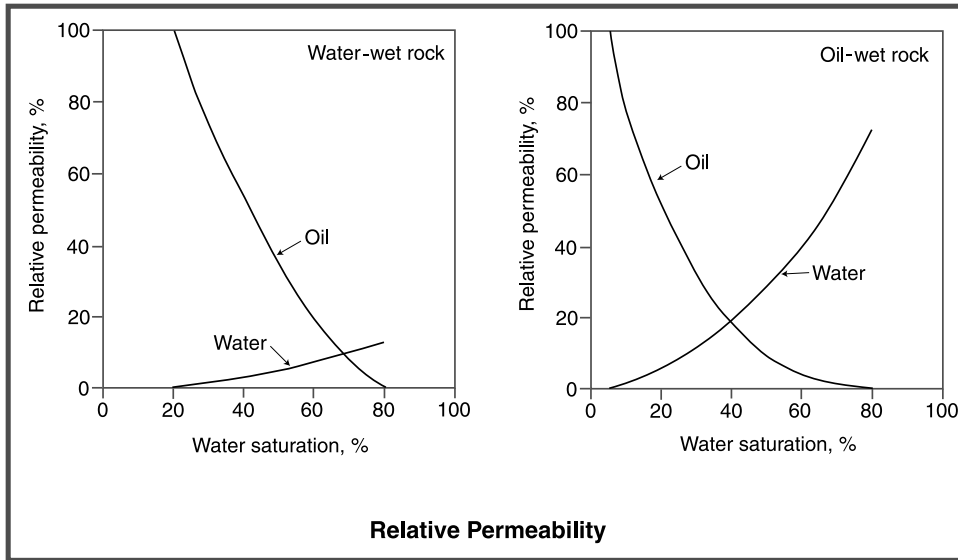 Water-wet rock
Relative permeability, %
100
80
60
40
20
0
Oil
Water
0 20 40 60 80 100
Water saturation, %
Oil-wet rock
Relative permeability, %
100
80
60
40
20
0
Oil
Water
0 20 40 60 80 100
Water saturation, %
Relative Permeability